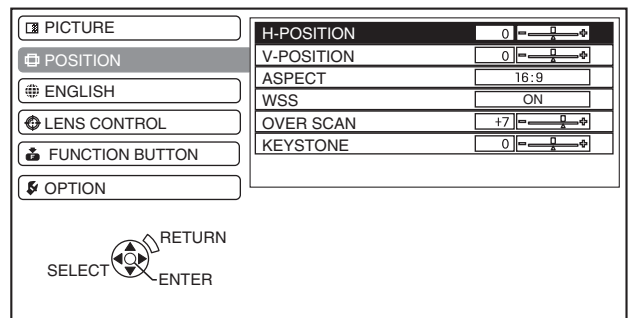 PICTURE
POSITION
ENGLISH
LENS CONTROL
FUNCTION BUTTON
OPTION
H-POSITION 0
V-POSITION 0
ASPECT 16:9
WSS ON
OVER SCAN +7
KEYSTONE 0
RETURN
SELECT
ENTER